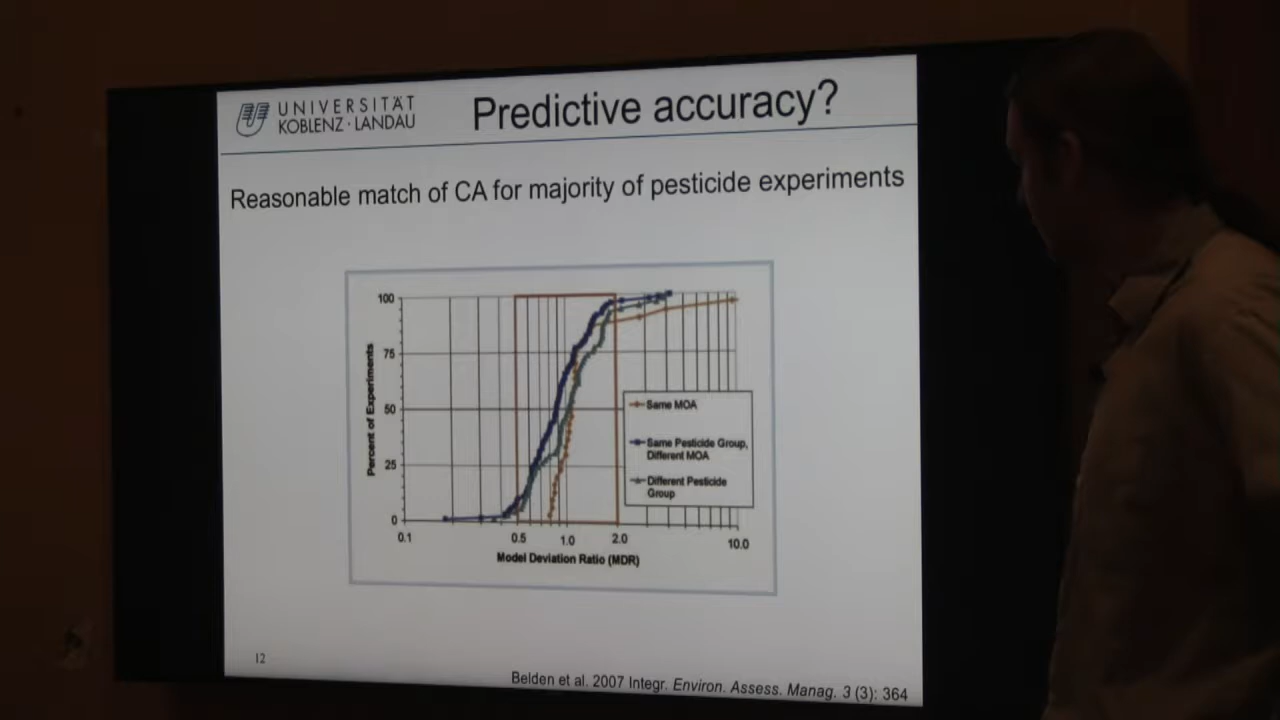 UNIVERSITÄT
KOBLENZ · LANDAU
Predictive accuracy?
Reasonable match of CA for majority of pesticide experiments
100
75
50
25
0
Percent of Experiments
Same MOA
Same Pesticide Group,
Different MOA
Different Pesticide
Group
0.1
0.5
1.0
2.0
10.0
Model Deviation Ratio (MDR)
12
Belden et al. 2007 Integr. Environ. Assess. Manag. 3 (3): 364